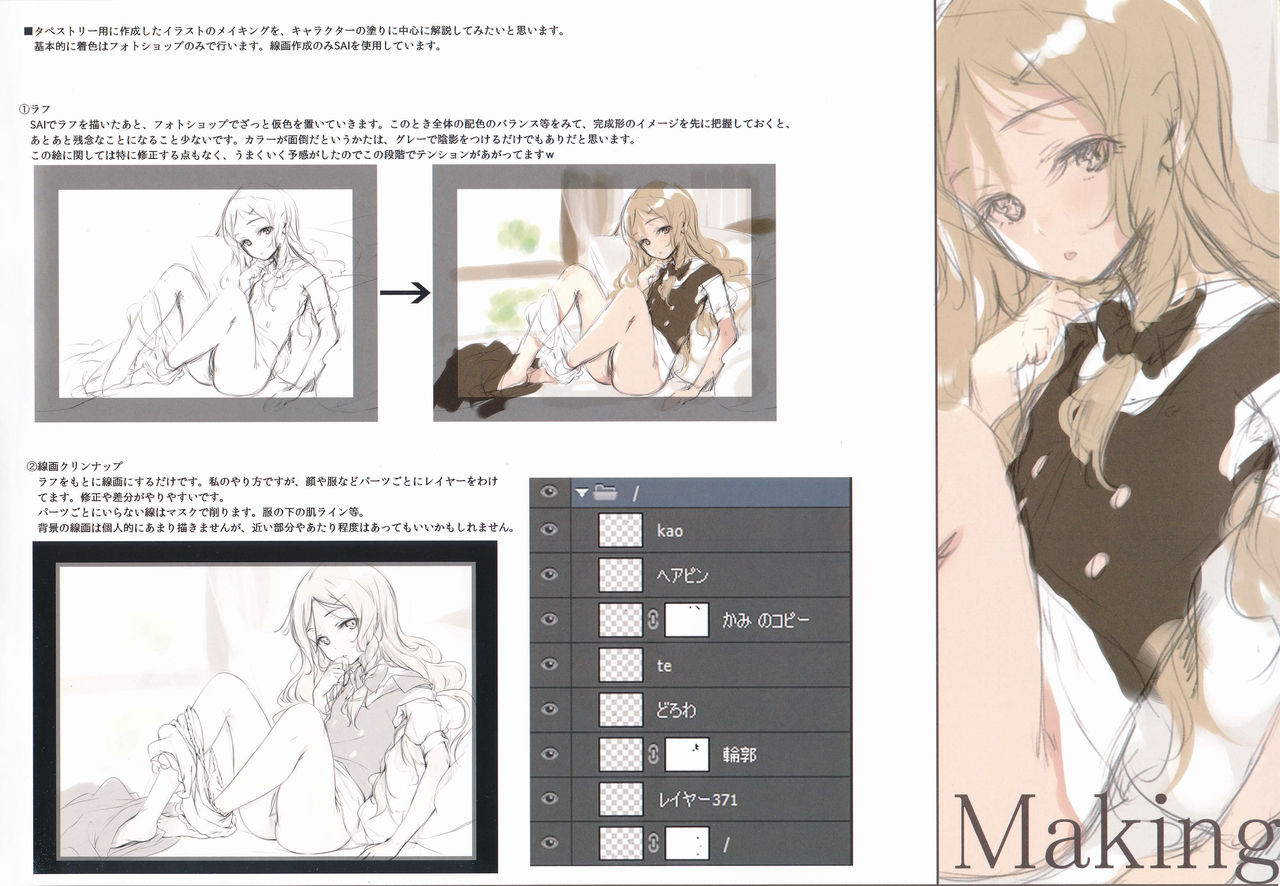 ■タペストリー用に作成したイラストのメイキングを、キャラクターの塗りに中心に解説してみたいと思います。
基本的に着色はフォトショップのみで行います。線画作成のみSAIを使用しています。
①ラフ
SAIでラフを描いたあと、フォトショップでざっと仮色を置いていきます。このとき全体の配色のバランス等をみて、完成形のイメージを先に把握しておくと、
あとあと残念なことになること少ないです。カラーが面倒だというかたは、グレーで陰影をつけるだけでもありだと思います。
この絵に関しては特に修正する点もなく、うまくいく予感がしたのでこの段階でテンションがあがってますｗ
②線画クリンナップ
ラフをもとに線画にするだけです。私のやり方ですが、顔や服などパーツごとにレイヤーをわけ
てます。修正や差分がやりやすいです。
パーツごとにいらない線はマスクで削ります。服の下の肌ライン等。
背景の線画は個人的にあまり描きませんが、近い部分やあたり程度はあってもいいかもしれません。
/
kao
ヘアピン
かみ のコピー
te
どろわ
輪郭
レイヤー371
/
Making